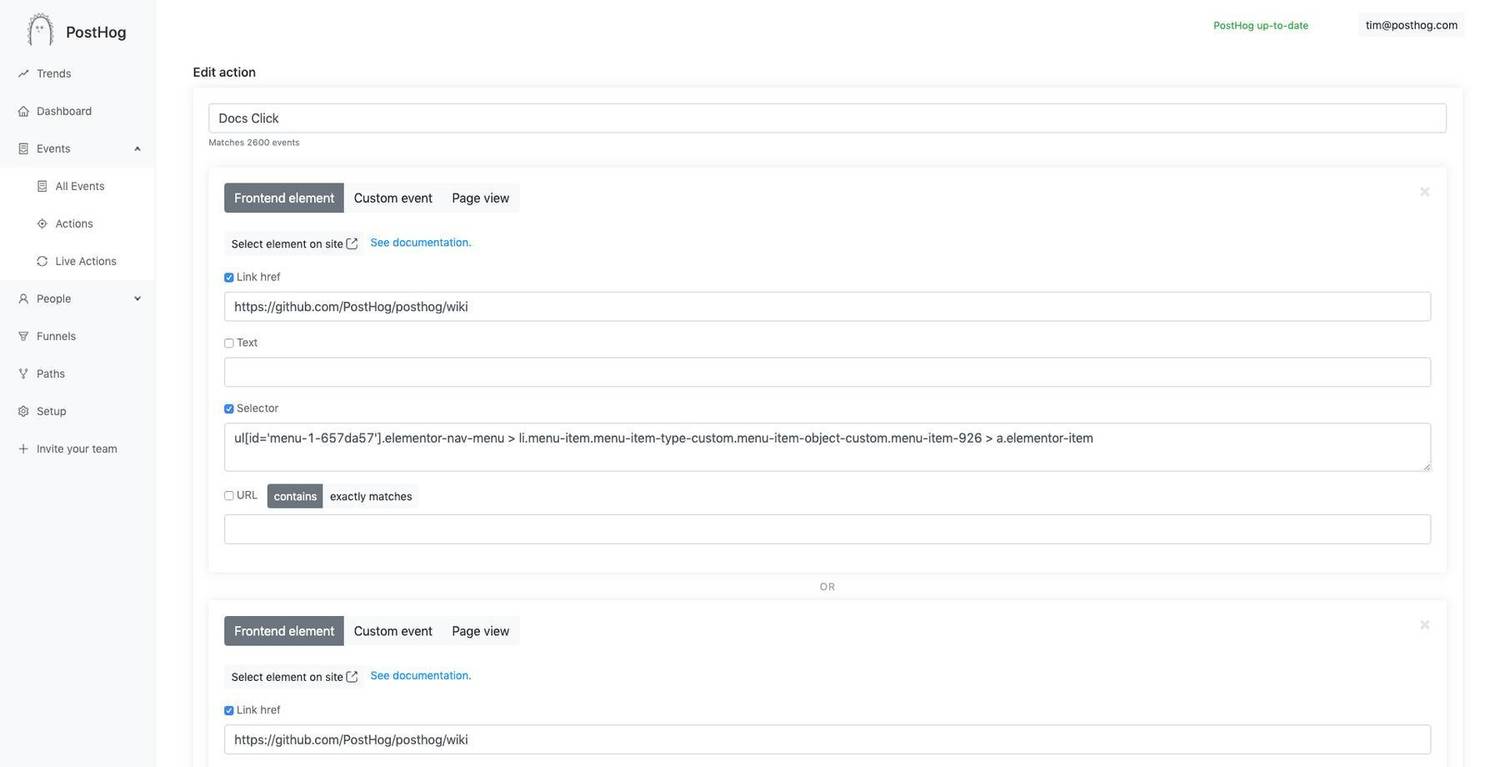 PostHog
Trends
Dashboard
Events
All Events
Actions
Live Actions
People
Funnels
Paths
Setup
Invite your team
PostHog up-to-date
tim@posthog.com
Edit action
Docs Click
Matches 2600 events
Frontend element Custom event Page view
Select element on site See documentation.
Link href
https://github.com/PostHog/posthog/wiki
Text
Selector
ul[id='menu-1-657da57'].elementor-nav-menu > li.menu-item.menu-item-type-custom.menu-item-object-custom.menu-item-926 > a.elementor-item
URL contains exactly matches
OR
Frontend element Custom event Page view
Select element on site See documentation.
Link href
https://github.com/PostHog/posthog/wiki